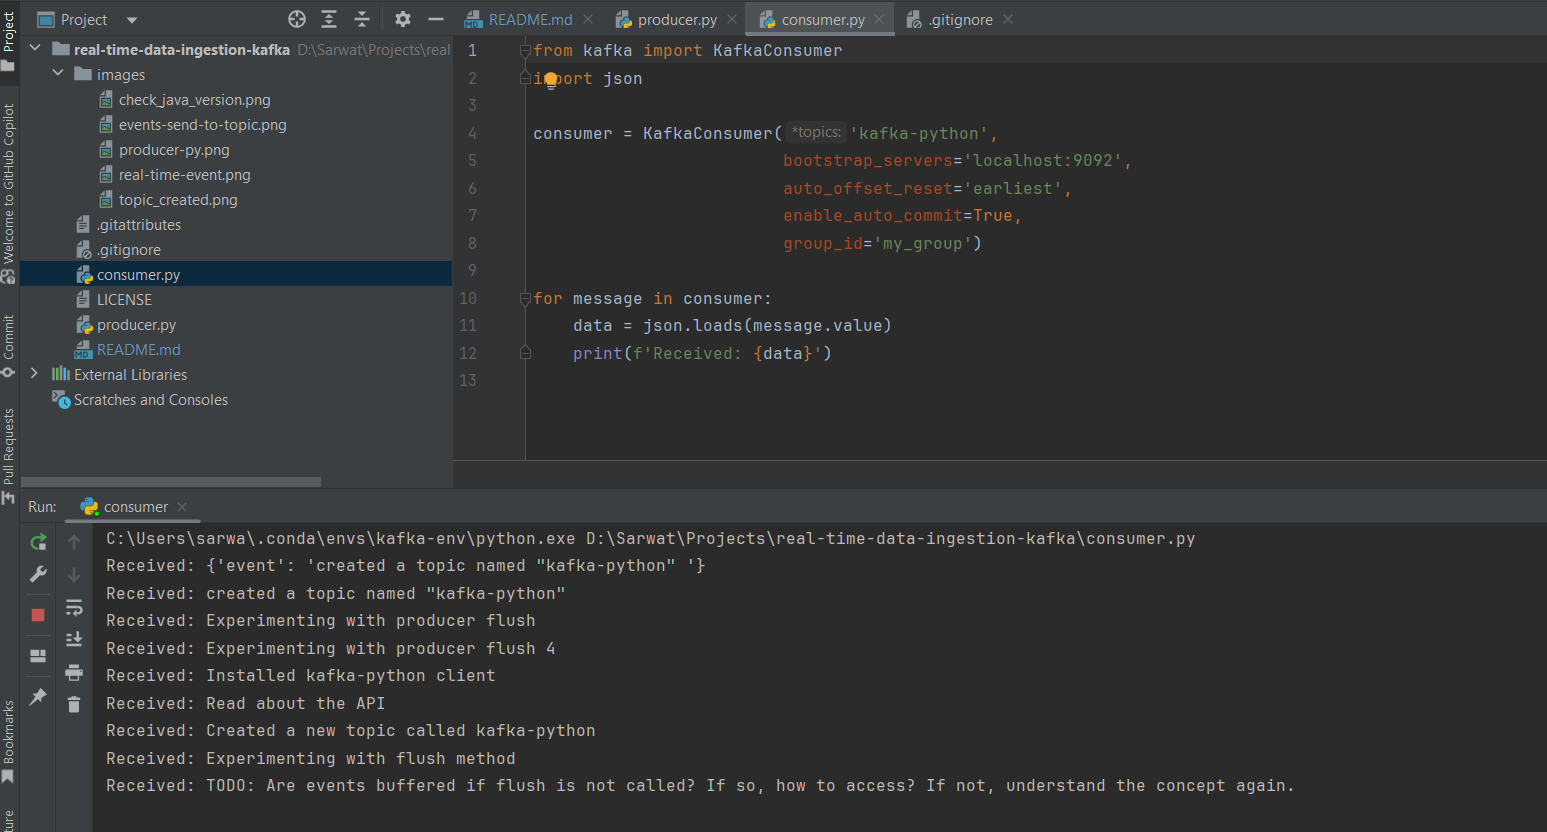 Project
README.md
producer.py
consumer.py
.gitignore
Project
Welcome to GitHub Copilot
Commit
Pull Requests
Bookmarks
real-time-data-ingestion-kafka D:\Sarwat\Projects\real
images
check_java_version.png
events-send-to-topic.png
producer-py.png
real-time-event.png
topic_created.png
.gitattributes
.gitignore
consumer.py
LICENSE
producer.py
README.md
External Libraries
Scratches and Consoles
1 from kafka import KafkaConsumer
2 import json
3
4 consumer = KafkaConsumer( *topics: 'kafka-python',
5 bootstrap_servers='localhost:9092',
6 auto_offset_reset='earliest',
7 enable_auto_commit=True,
8 group_id='my_group')
9
10 for message in consumer:
11 data = json.loads(message.value)
12 print(f'Received: {data}')
13
Run: consumer
C:\Users\sarwa\.conda\envs\kafka-env\python.exe D:\Sarwat\Projects\real-time-data-ingestion-kafka\consumer.py
Received: {'event': 'created a topic named "kafka-python" '}
Received: created a topic named "kafka-python"
Received: Experimenting with producer flush
Received: Experimenting with producer flush 4
Received: Installed kafka-python client
Received: Read about the API
Received: Created a new topic called kafka-python
Received: Experimenting with flush method
Received: TODO: Are events buffered if flush is not called? If so, how to access? If not, understand the concept again.